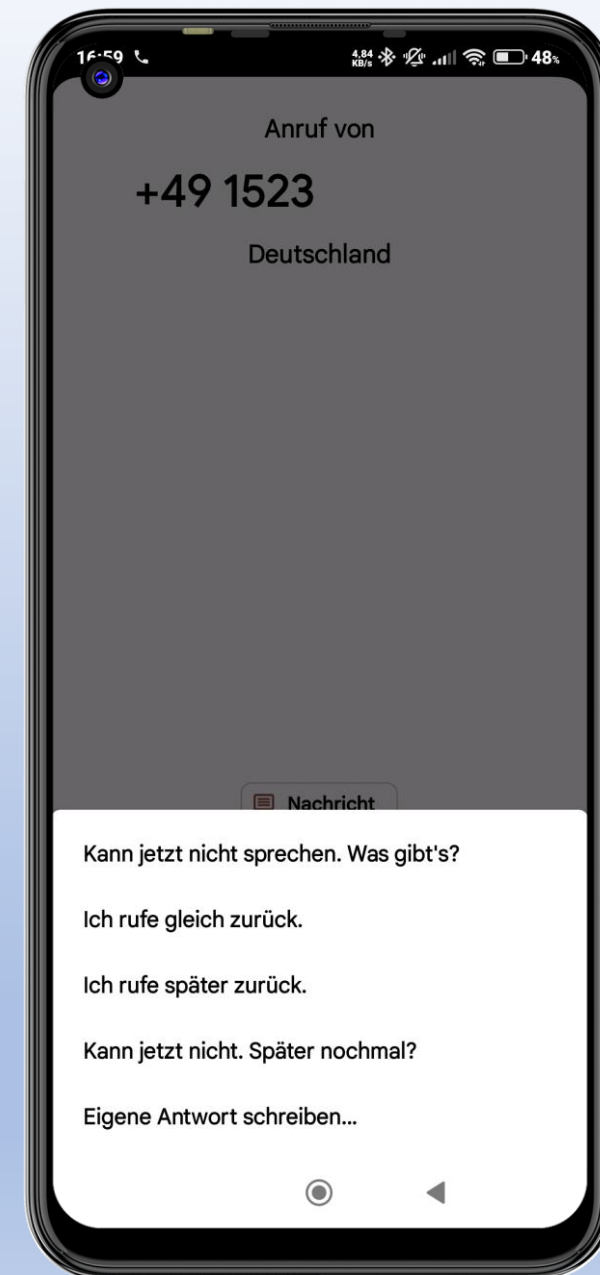 16:59
4,84 KB/s 48%
Anruf von
+49 1523
Deutschland
Nachricht
Kann jetzt nicht sprechen. Was gibt's?
Ich rufe gleich zurück.
Ich rufe später zurück.
Kann jetzt nicht. Später nochmal?
Eigene Antwort schreiben...